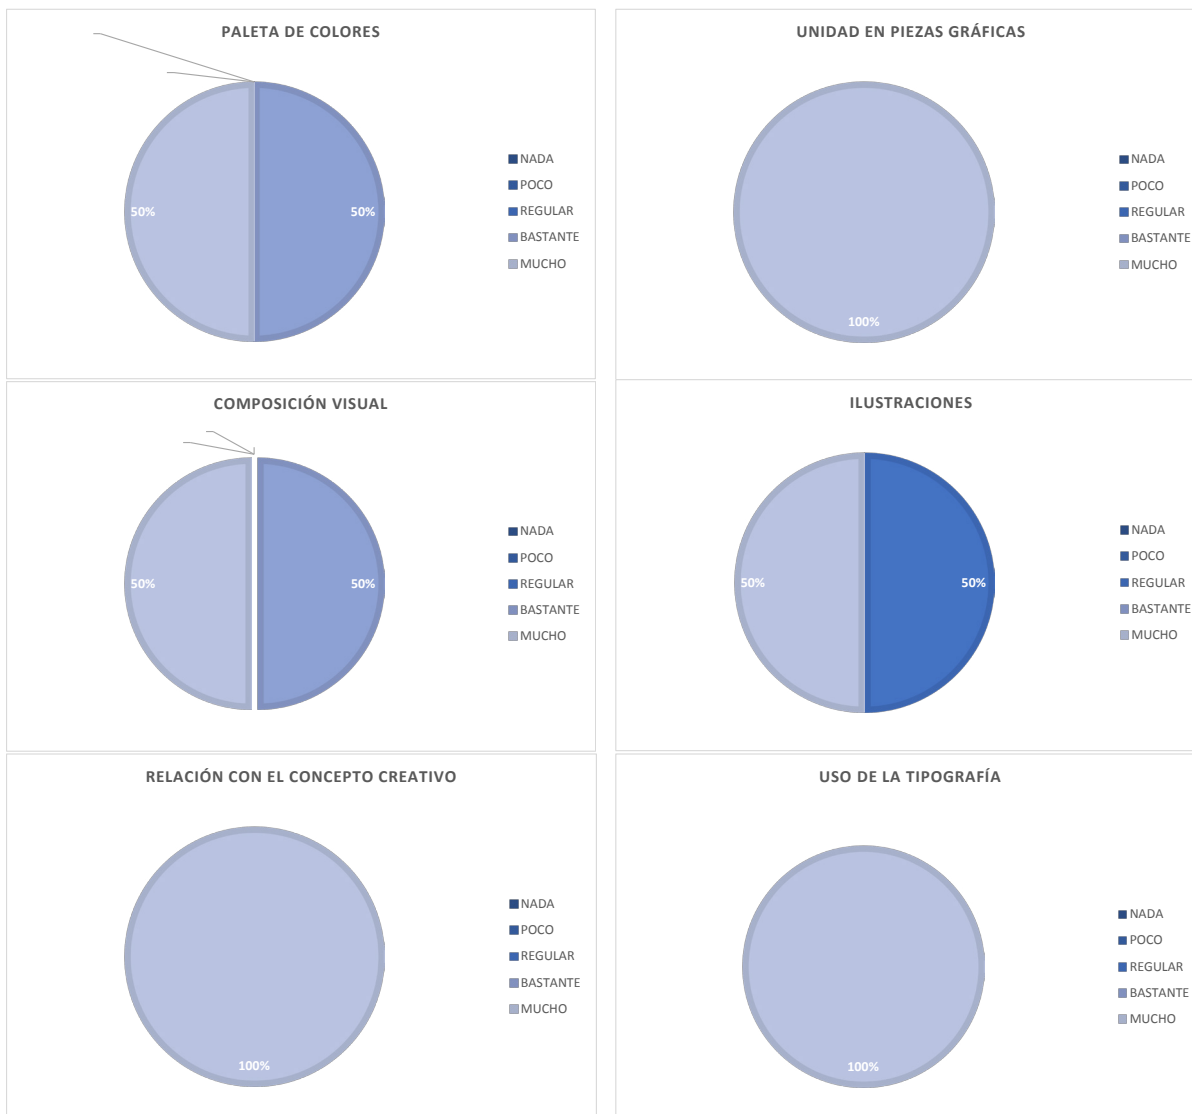 PALETA DE COLORES
50%
50%
NADA
POCO
REGULAR
BASTANTE
MUCHO
UNIDAD EN PIEZAS GRÁFICAS
100%
NADA
POCO
REGULAR
BASTANTE
MUCHO
COMPOSICIÓN VISUAL
50%
50%
NADA
POCO
REGULAR
BASTANTE
MUCHO
ILUSTRACIONES
50%
50%
NADA
POCO
REGULAR
BASTANTE
MUCHO
RELACIÓN CON EL CONCEPTO CREATIVO
100%
NADA
POCO
REGULAR
BASTANTE
MUCHO
USO DE LA TIPOGRAFÍA
100%
NADA
POCO
REGULAR
BASTANTE
MUCHO